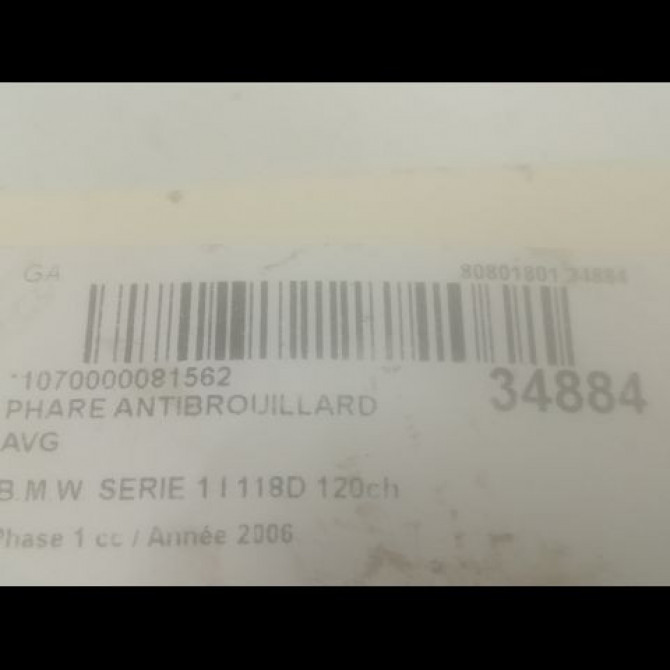 GA 80801801 34884
*1070000081562 34884
PHARE ANTIBROUILLARD
AVG
B.M.W. SERIE 1 I 118D 120ch
Phase 1 cc / Année 2006